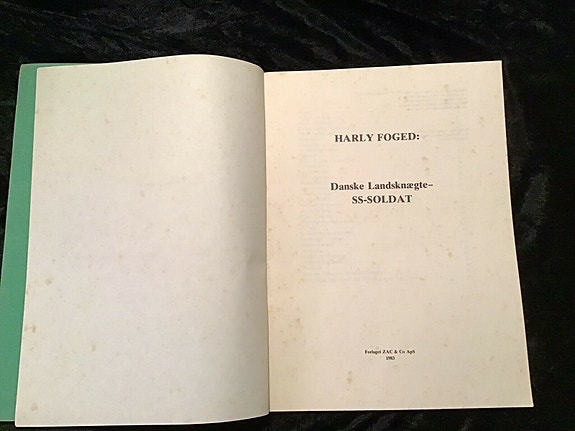 HARLY FOGED:
Danske Landsknægte–
SS-SOLDAT
Forlaget ZAC & Co ApS
1983